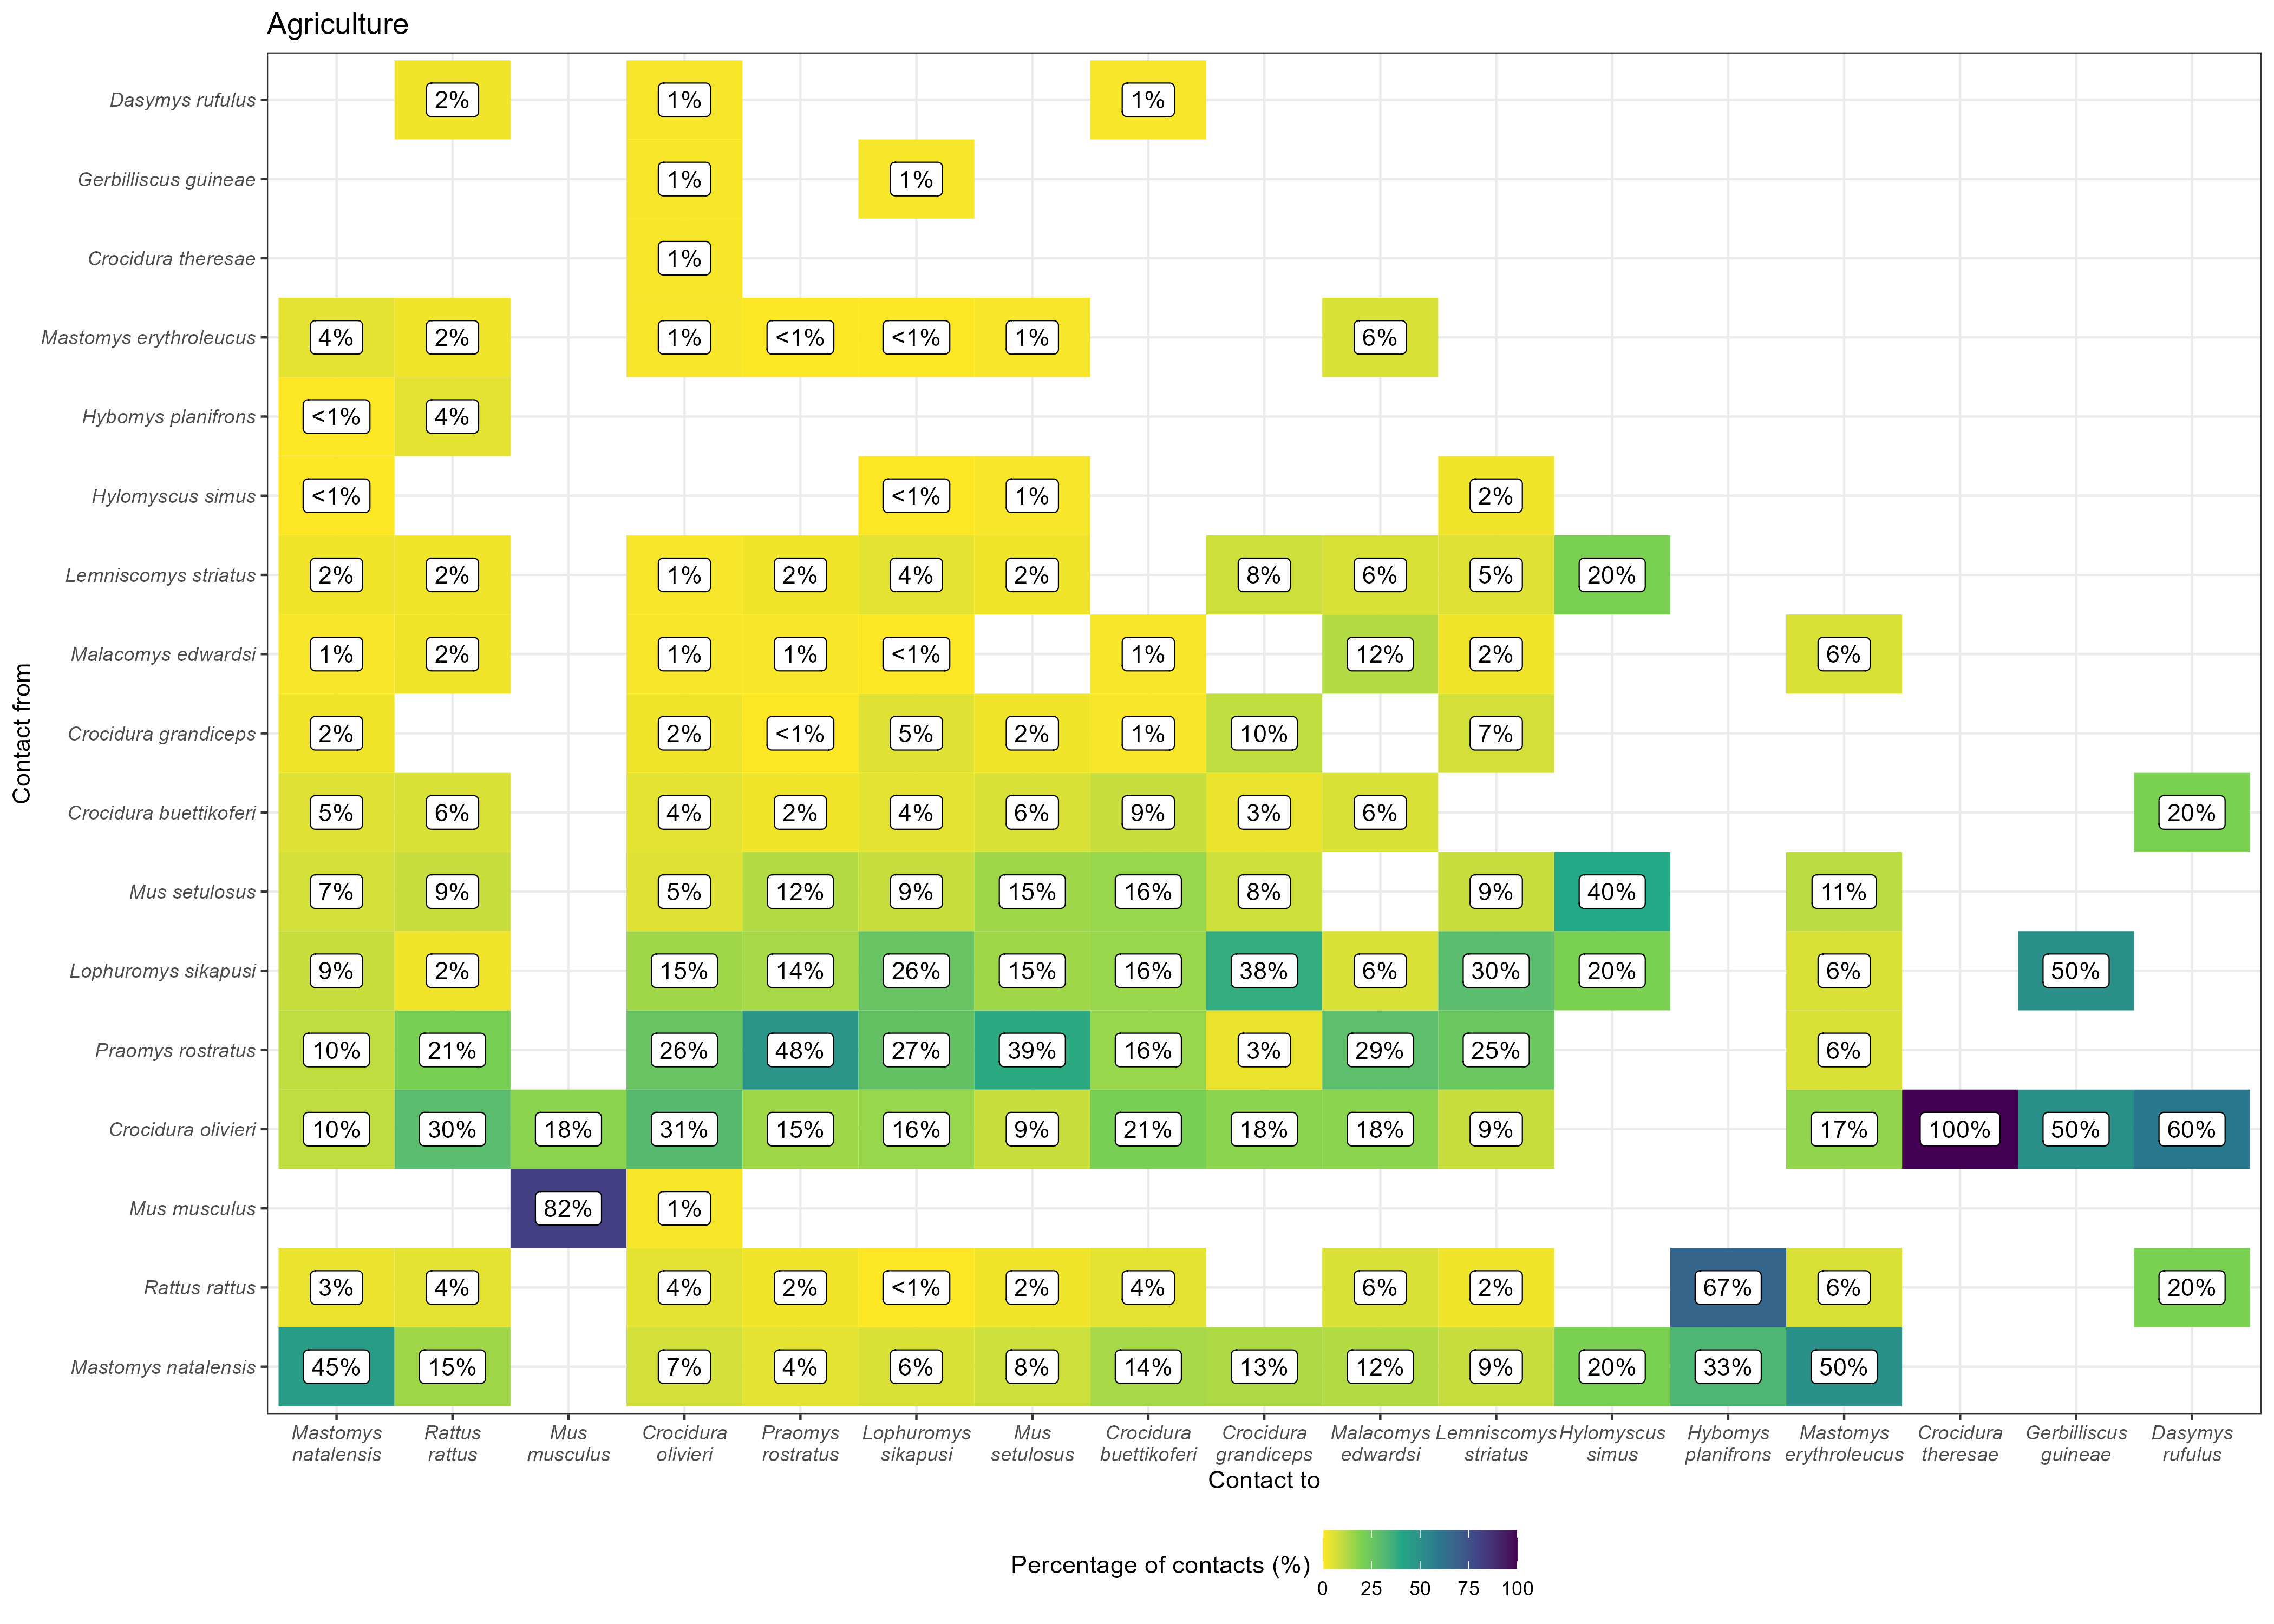 Agriculture
Contact from
Dasymys rufulus 2% 1% 1%
Gerbilliscus guineae 1% 1%
Crocidura theresae 1%
Mastomys erythroleucus 4% 2% 1% <1% <1% 1% 6%
Hybomys planifrons <1% 4%
Hylomyscus simus <1% <1% 1% 2%
Lemniscomys striatus 2% 2% 1% 2% 4% 2% 8% 6% 5% 20%
Malacomys edwardsi 1% 2% 1% 1% <1% 1% 12% 2% 6%
Crocidura grandiceps 2% 2% <1% 5% 2% 1% 10% 7%
Crocidura buettikoferi 5% 6% 4% 2% 4% 6% 9% 3% 6% 20%
Mus setulosus 7% 9% 5% 12% 9% 15% 16% 8% 9% 40% 11%
Lophuromys sikapusi 9% 2% 15% 14% 26% 15% 16% 38% 6% 30% 20% 6% 50%
Praomys rostratus 10% 21% 26% 48% 27% 39% 16% 3% 29% 25% 6%
Crocidura olivieri 10% 30% 18% 31% 15% 16% 9% 21% 18% 18% 9% 17% 100% 50% 60%
Mus musculus 82% 1%
Rattus rattus 3% 4% 4% 2% <1% 2% 4% 6% 2% 67% 6% 20%
Mastomys natalensis 45% 15% 7% 4% 6% 8% 14% 13% 12% 9% 20% 33% 50%
Mastomys Rattus Mus Crocidura Praomys Lophuromys Mus Crocidura Crocidura Malacomys Lemniscomys Hylomyscus Hybomys Mastomys Crocidura Gerbilliscus Dasymys
natalensis rattus musculus olivieri rostratus sikapusi setulosus buettikoferi grandiceps edwardsi striatus simus planifrons erythroleucus theresae guineae rufulus
Contact to
Percentage of contacts (%)
0 25 50 75 100